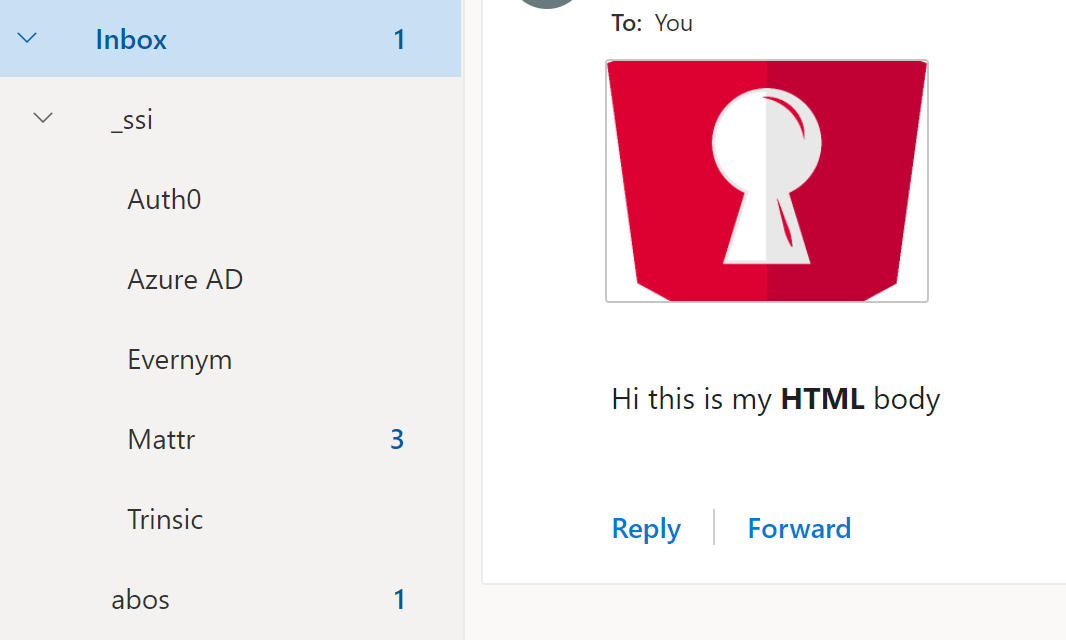 Inbox 1
_ssi
Auth0
Azure AD
Evernym
Mattr 3
Trinsic
abos 1
To: You
Hi this is my HTML body
Reply
Forward